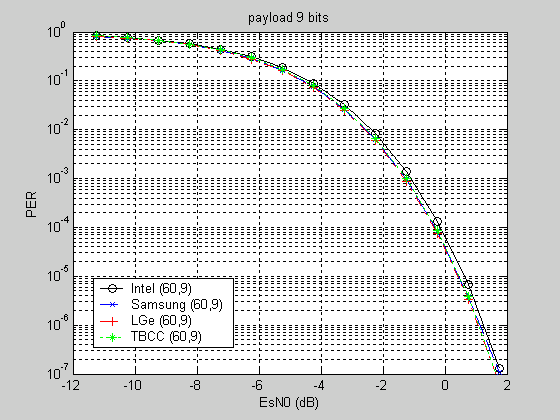 payload 9 bits
10^0
10^-1
10^-2
10^-3
10^-4
10^-5
10^-6
10^-7
PER
Intel (60,9)
Samsung (60,9)
LGe (60,9)
TBCC (60,9)
-12 -10 -8 -6 -4 -2 0 2
EsN0 (dB)